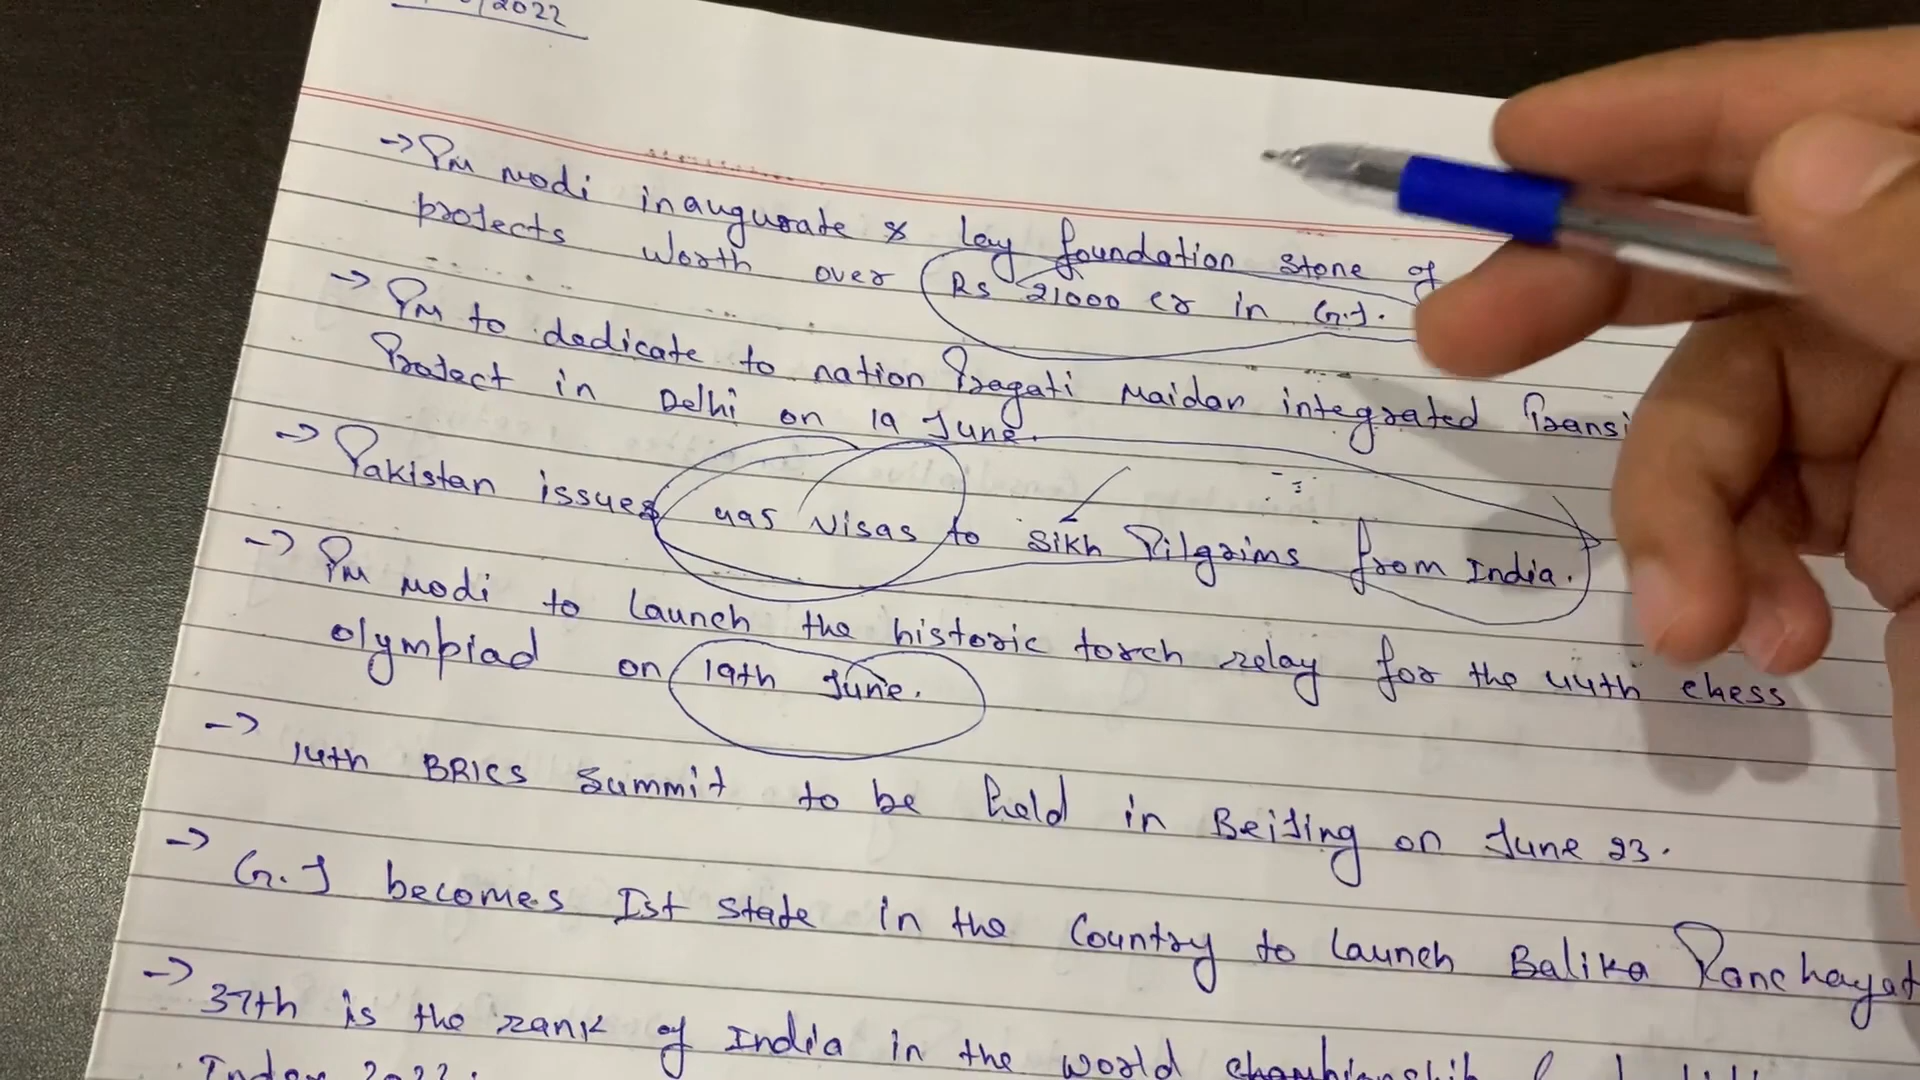 /2022
→ PM Modi inaugurate & lay foundation stone of
projects worth over Rs 21000 cr in G.J.
→ PM to dedicate to nation Pragati Maidan integrated Transi
Project in Delhi on 19 June.
→ Pakistan issues 495 visas to Sikh Pilgrims from India.
→ PM Modi to launch the historic torch relay for the 44th chess
olympiad on 19th June.
→ 14th BRICS Summit to be held in Beijing on June 23.
→ G.J becomes Ist state in the Country to launch Balika Panchayat
→ 37th is the rank of India in the world
Index 2022.